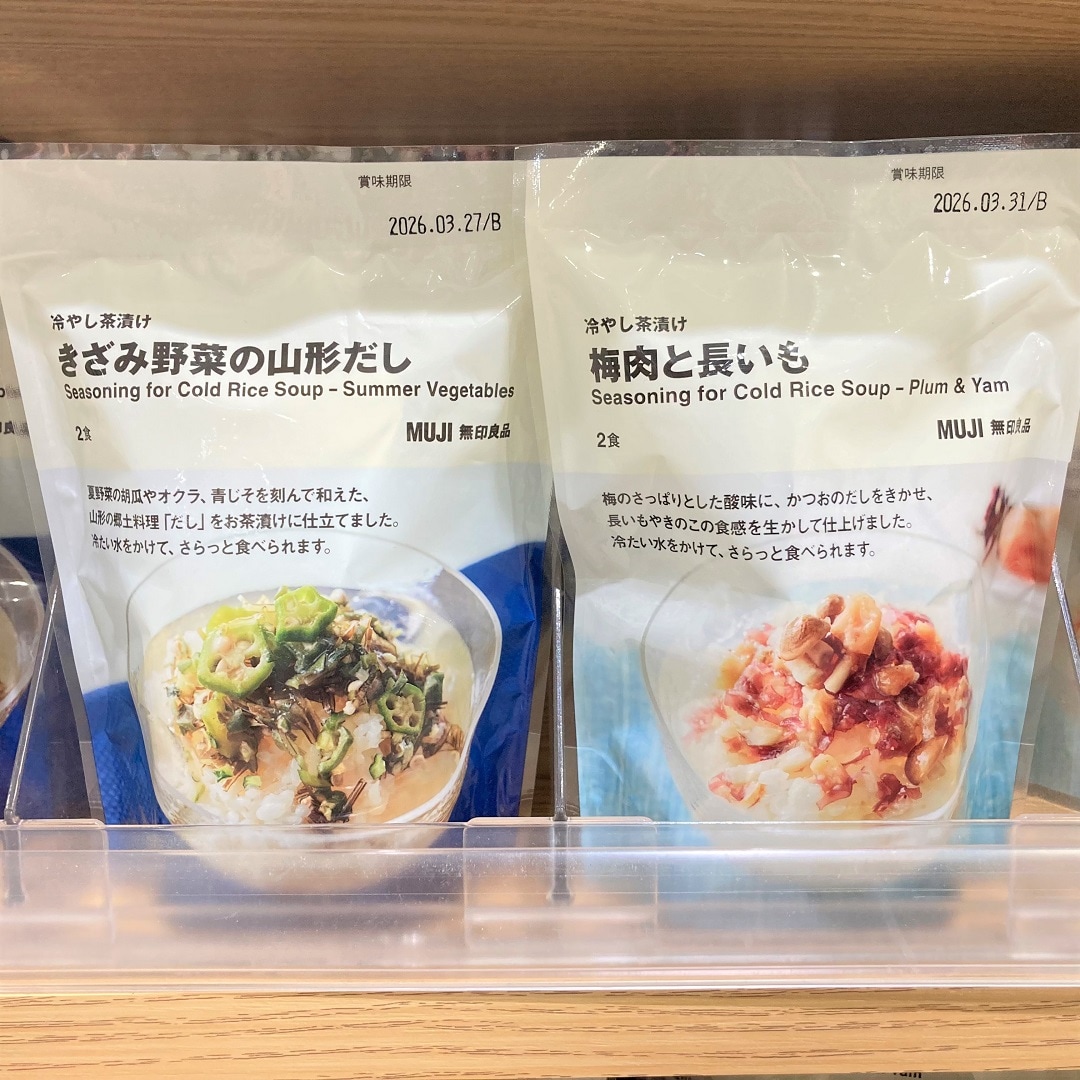 賞味期限
2026.03.27/B
冷やし茶漬け
きざみ野菜の山形だし
Seasoning for Cold Rice Soup – Summer Vegetables
2食
MUJI 無印良品
夏野菜の胡瓜やオクラ、青じそを刻んで和えた、
山形の郷土料理「だし」をお茶漬けに仕立てました。
冷たい水をかけて、さらっと食べられます。
賞味期限
2026.03.31/B
冷やし茶漬け
梅肉と長いも
Seasoning for Cold Rice Soup – Plum & Yam
2食
MUJI 無印良品
梅のさっぱりとした酸味に、かつおのだしをきかせ、
長いもやきのこの食感を生かして仕上げました。
冷たい水をかけて、さらっと食べられます。